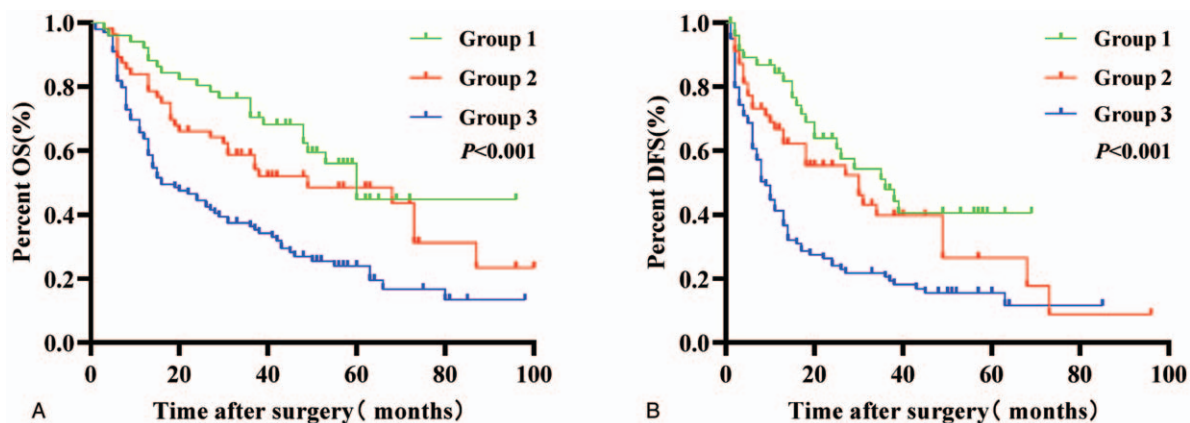 Percent OS(%)
1.0
0.8
0.6
0.4
0.2
0.0
0 20 40 60 80 100
Time after surgery( months)
Group 1
Group 2
Group 3
P<0.001
A
Percent DFS(%)
1.0
0.8
0.6
0.4
0.2
0.0
0 20 40 60 80 100
Time after surgery( months)
Group 1
Group 2
Group 3
P<0.001
B